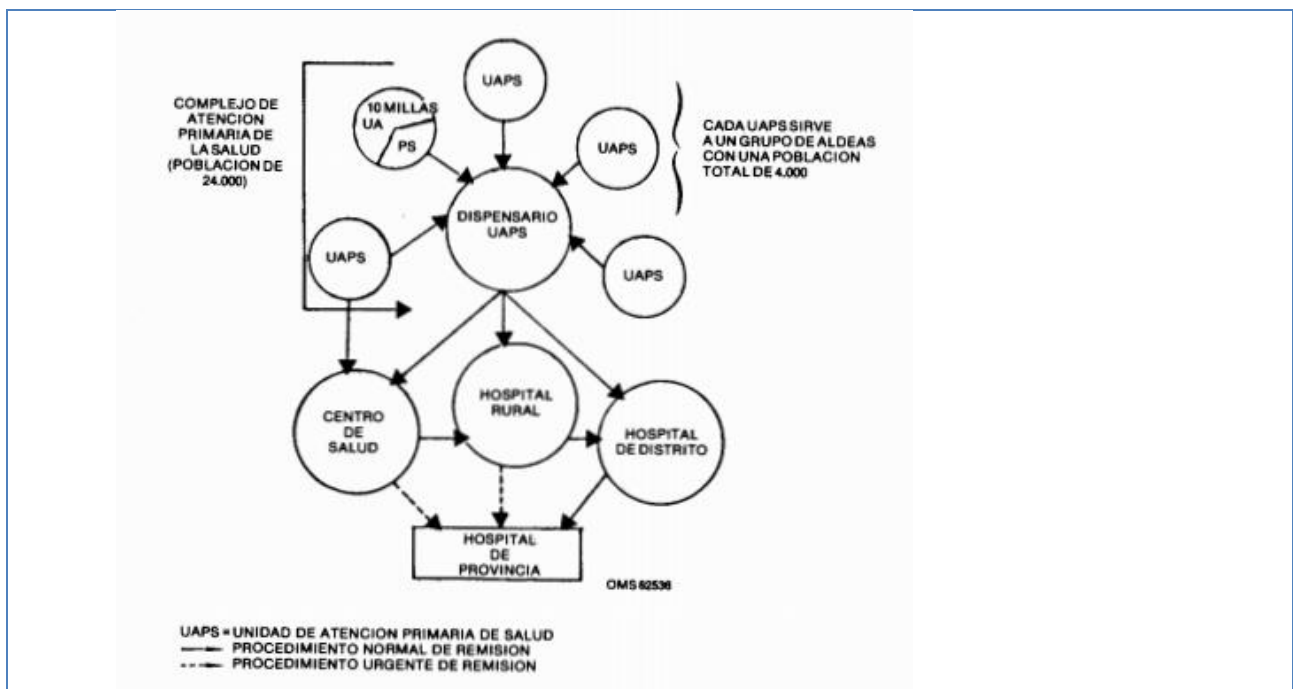 UAPS
COMPLEJO DE
ATENCION
PRIMARIA DE
LA SALUD
(POBLACION DE
24.000)
10 MILLAS
UA
PS
UAPS
CADA UAPS SIRVE
A UN GRUPO DE ALDEAS
CON UNA POBLACION
TOTAL DE 4.000
DISPENSARIO
UAPS
UAPS
UAPS
CENTRO
DE
SALUD
HOSPITAL
RURAL
HOSPITAL
DE DISTRITO
HOSPITAL
DE
PROVINCIA
OMS 82536
UAPS = UNIDAD DE ATENCION PRIMARIA DE SALUD
PROCEDIMIENTO NORMAL DE REMISION
PROCEDIMIENTO URGENTE DE REMISION